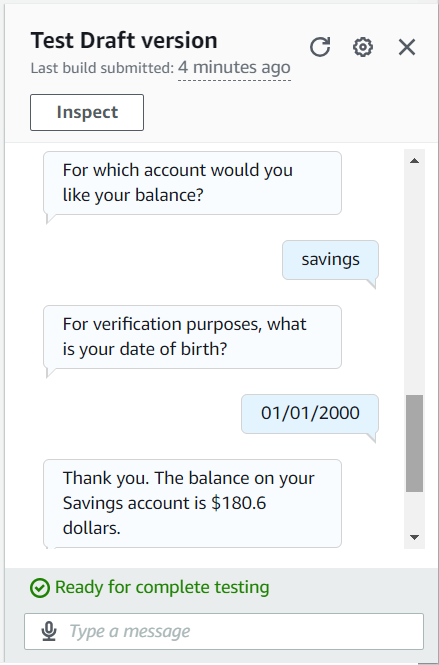 Test Draft version
Last build submitted: 4 minutes ago
Inspect
For which account would you
like your balance?
savings
For verification purposes, what
is your date of birth?
01/01/2000
Thank you. The balance on your
Savings account is $180.6
dollars.
Ready for complete testing
Type a message